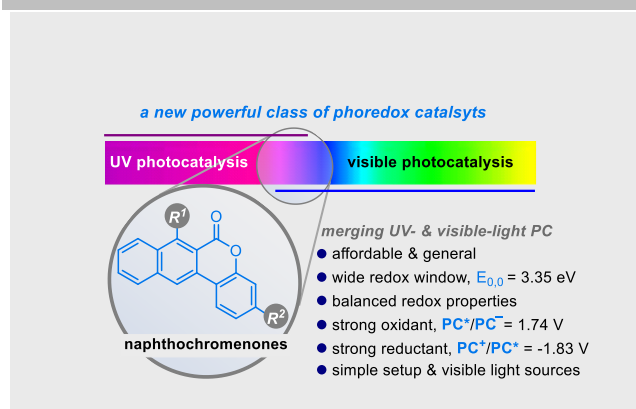 a new powerful class of phoredox catalsyts
UV photocatalysis
visible photocatalysis
R¹
O
O
R²
naphthochromenones
merging UV- & visible-light PC
● affordable & general
● wide redox window, E₀,₀ = 3.35 eV
● balanced redox properties
● strong oxidant, PC*/PC⁻ = 1.74 V
● strong reductant, PC⁺/PC* = -1.83 V
● simple setup & visible light sources